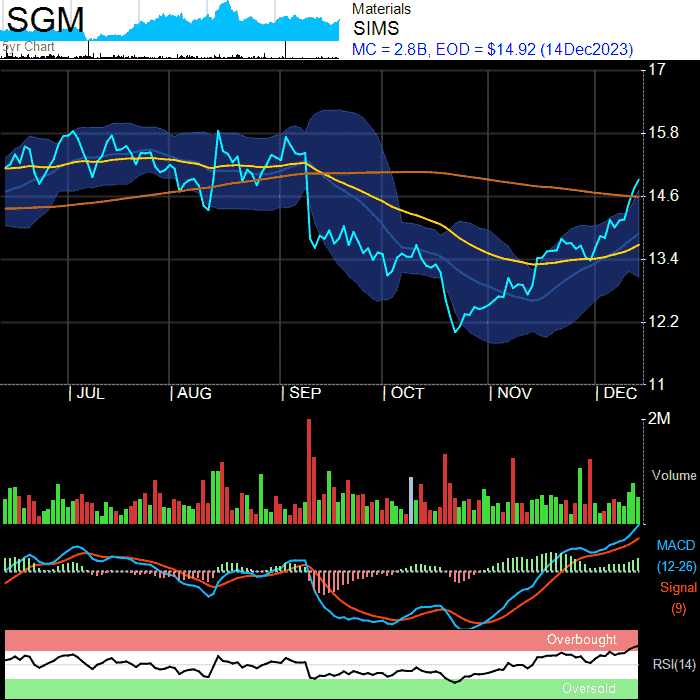 SGM
5yr Chart
Materials
SIMS
MC = 2.8B, EOD = $14.92 (14Dec2023)
17
15.8
14.6
13.4
12.2
11
JUL
AUG
SEP
OCT
NOV
DEC
2M
Volume
MACD
(12-26)
Signal
(9)
Overbought
RSI(14)
Oversold